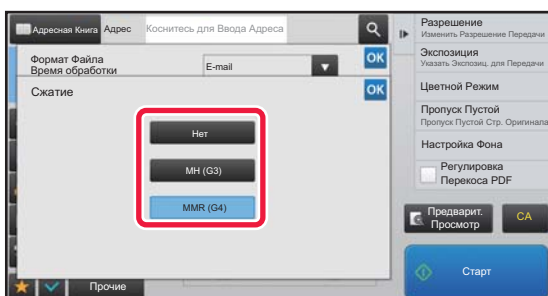 Адресная Книга Адрес Коснитесь для Ввода Адреса
Формат Файла
Время обработки
E-mail
OK
Сжатие
OK
Нет
MH (G3)
MMR (G4)
Прочие
Разрешение
Изменить Разрешение Передачи
Экспозиция
Указать Экспозиц. для Передачи
Цветной Режим
Пропуск Пустой
Пропуск Пустой Стр. Оригинала
Настройка Фона
Регулировка
Перекоса PDF
Предварит.
Просмотр
CA
Старт